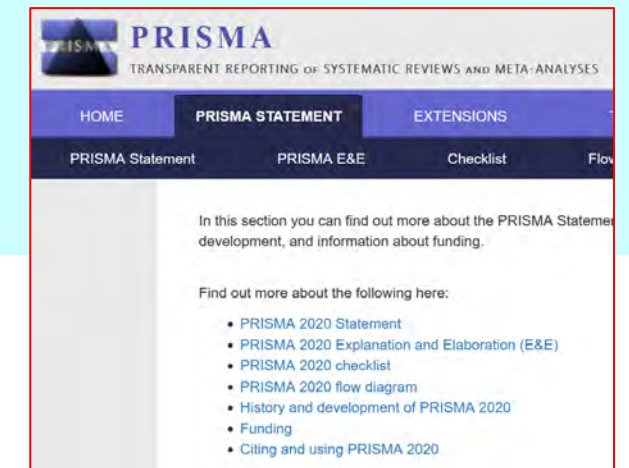 PRISMA
PRISMA
TRANSPARENT REPORTING OF SYSTEMATIC REVIEWS AND META-ANALYSES
HOME PRISMA STATEMENT EXTENSIONS
PRISMA Statement PRISMA E&E Checklist
In this section you can find out more about the PRISMA
development, and information about funding.
Find out more about the following here:
• PRISMA 2020 Statement
• PRISMA 2020 Explanation and Elaboration (E&E)
• PRISMA 2020 checklist
• PRISMA 2020 flow diagram
• History and development of PRISMA 2020
• Funding
• Citing and using PRISMA 2020